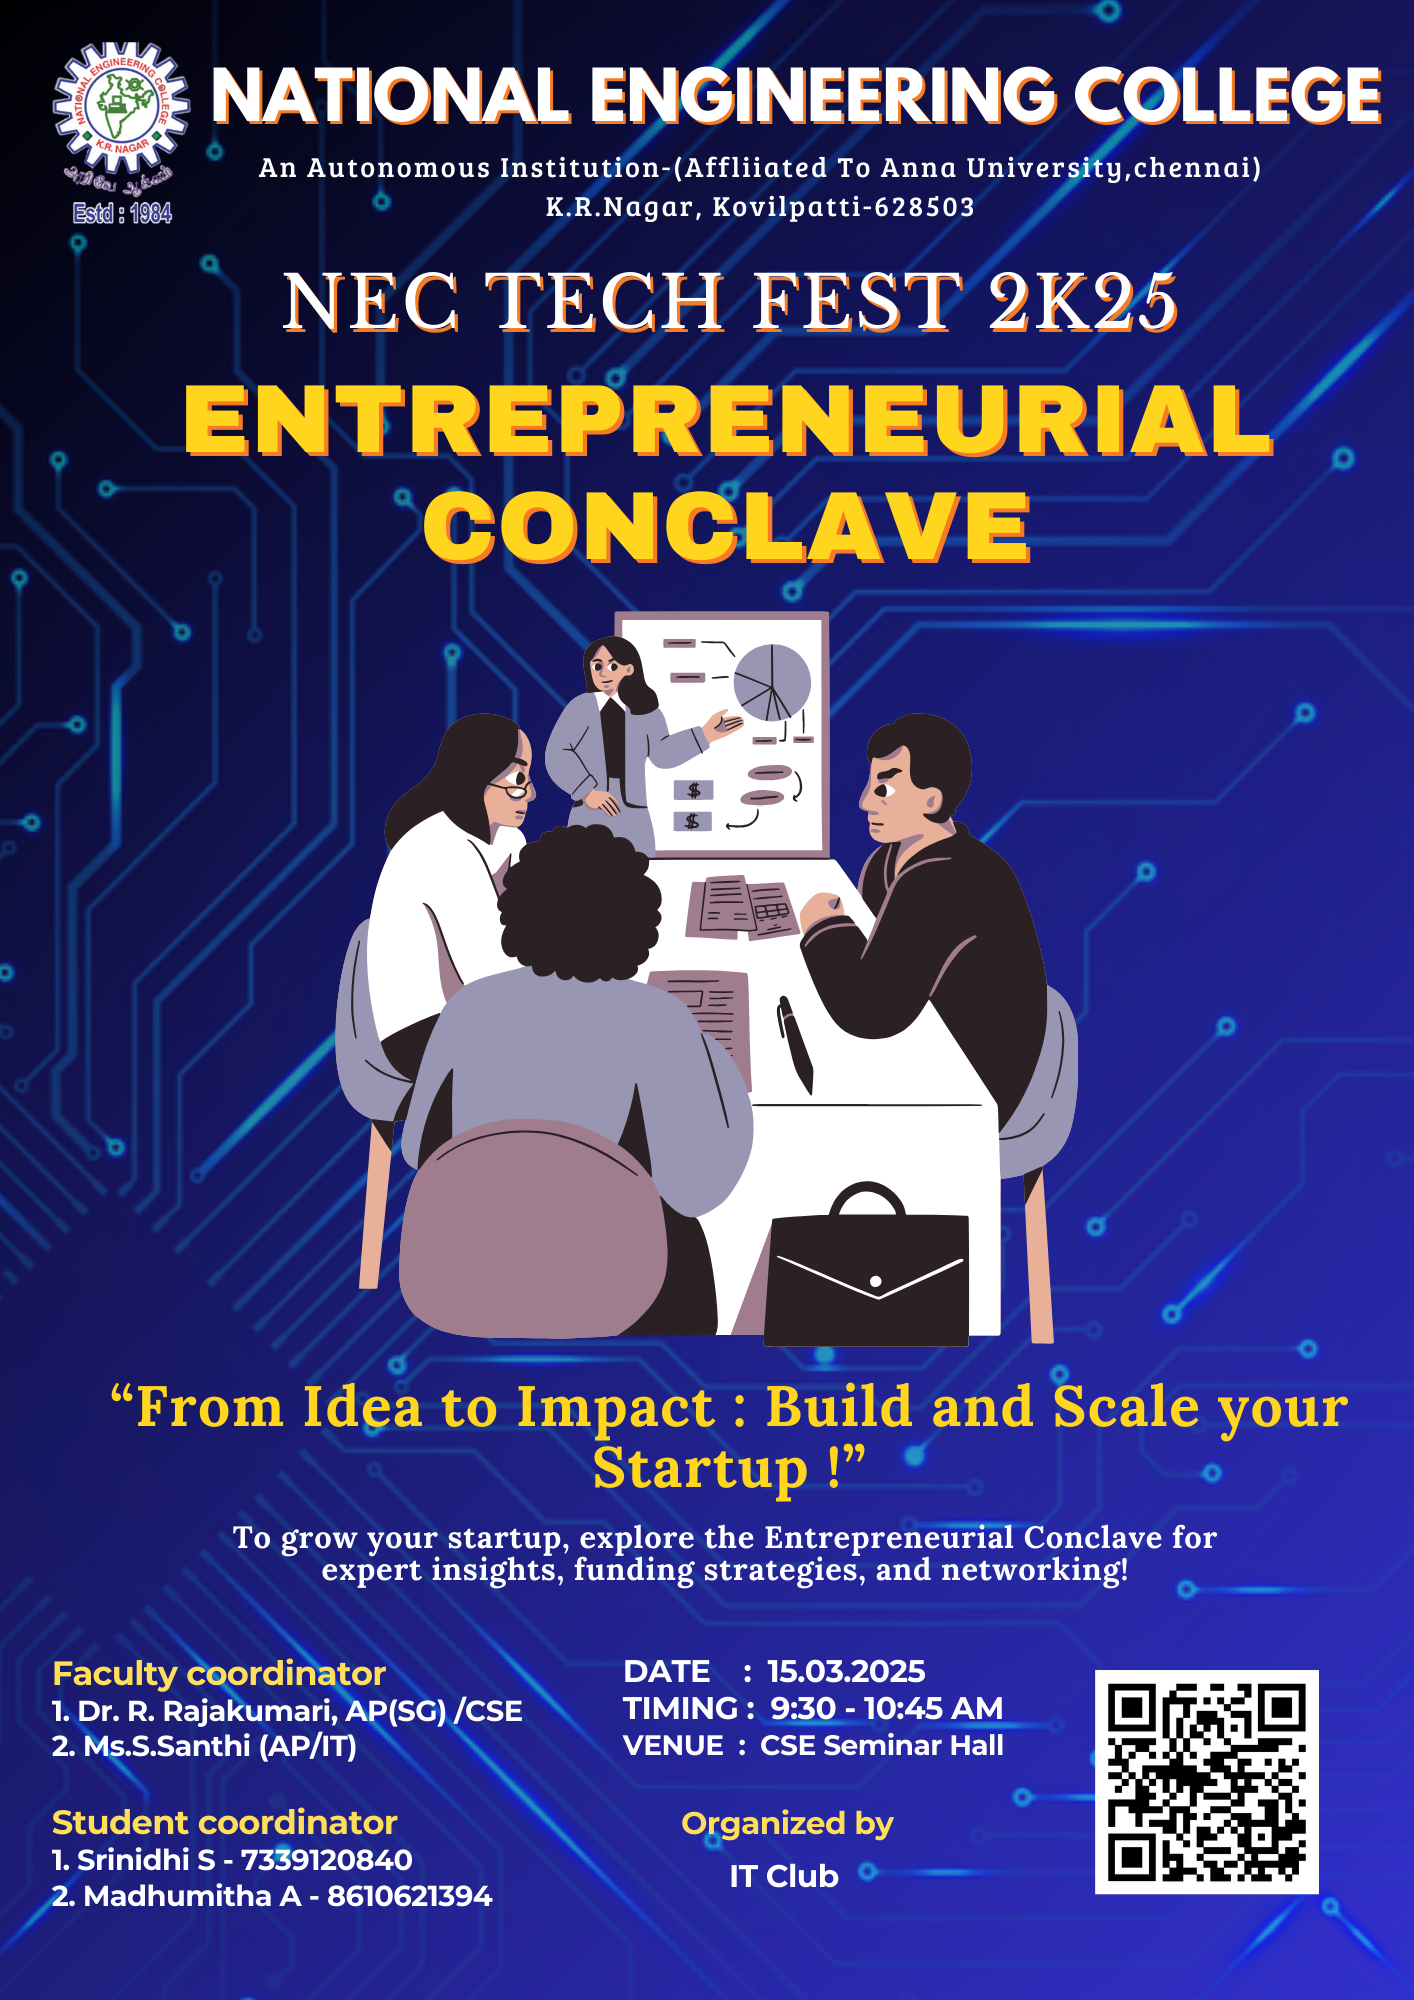 NATIONAL ENGINEERING COLLEGE
K.R. NAGAR
Estd : 1984
NATIONAL ENGINEERING COLLEGE
An Autonomous Institution-(Affliiated To Anna University,chennai)
K.R.Nagar, Kovilpatti-628503
NEC TECH FEST 2K25
ENTREPRENEURIAL
CONCLAVE
$
$
“From Idea to Impact : Build and Scale your
Startup !”
To grow your startup, explore the Entrepreneurial Conclave for
expert insights, funding strategies, and networking!
Faculty coordinator
1. Dr. R. Rajakumari, AP(SG) /CSE
2. Ms.S.Santhi (AP/IT)
Student coordinator
1. Srinidhi S - 7339120840
2. Madhumitha A - 8610621394
DATE : 15.03.2025
TIMING : 9:30 - 10:45 AM
VENUE : CSE Seminar Hall
Organized by
IT Club